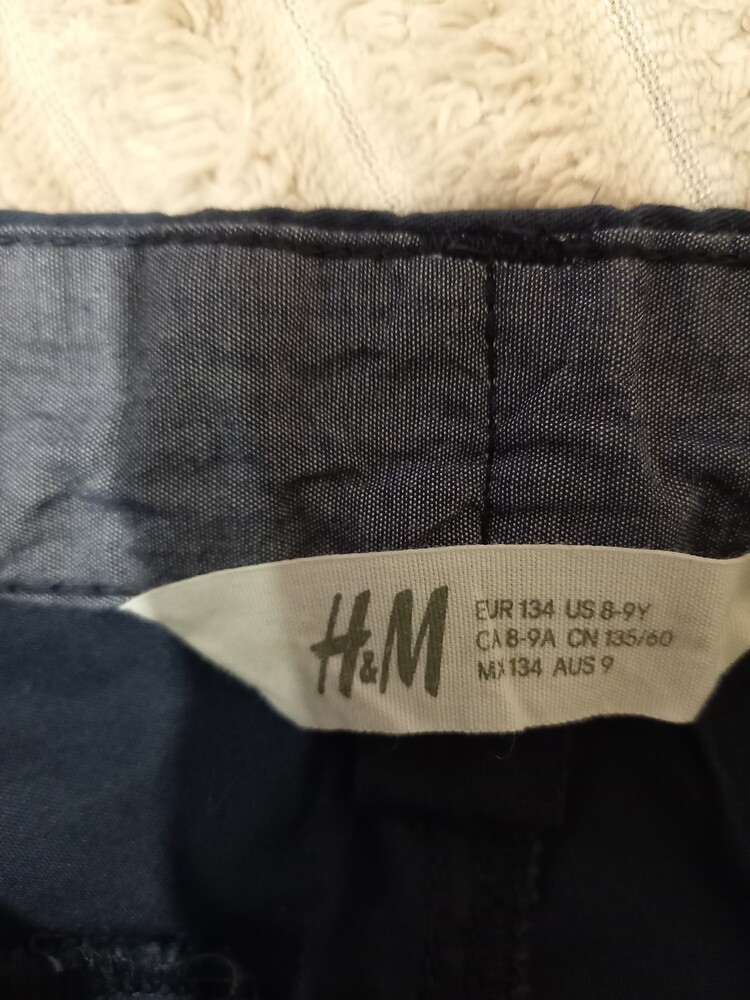 H&M
EUR 134 US 8-9Y
CA 8-9A CN 135/60
MX 134 AUS 9